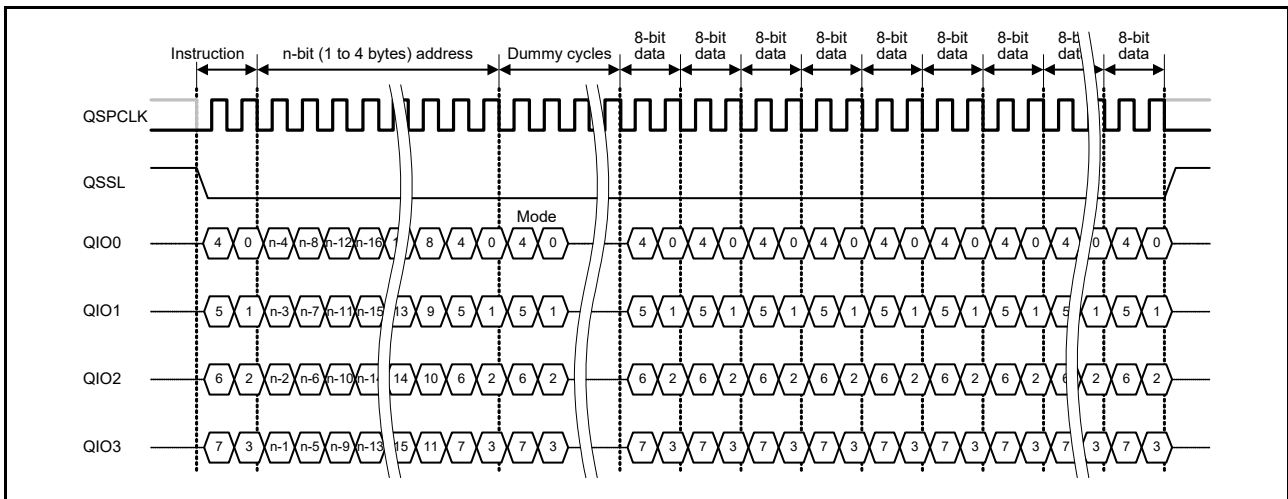 8-bit 8-bit 8-bit 8-bit 8-bit 8-bit 8-bit 8-bit
Instruction n-bit (1 to 4 bytes) address Dummy cycles data data data data data data data data data
QSPCLK
QSSL
Mode
QIO0 4 0 n-4 n-8 n-12 n-16 8 4 0 4 0 4 0 4 0 4 0 4 0 4 0 4 0 4 0 4 0 4 0
QIO1 5 1 n-3 n-7 n-11 n-15 13 9 5 1 5 1 5 1 5 1 5 1 5 1 5 1 5 1 5 1 5 1 5 1
QIO2 6 2 n-2 n-6 n-10 n-14 14 10 6 2 6 2 6 2 6 2 6 2 6 2 6 2 6 2 6 2 6 2 6 2
QIO3 7 3 n-1 n-5 n-9 n-13 15 11 7 3 7 3 7 3 7 3 7 3 7 3 7 3 7 3 7 3 7 3 7 3